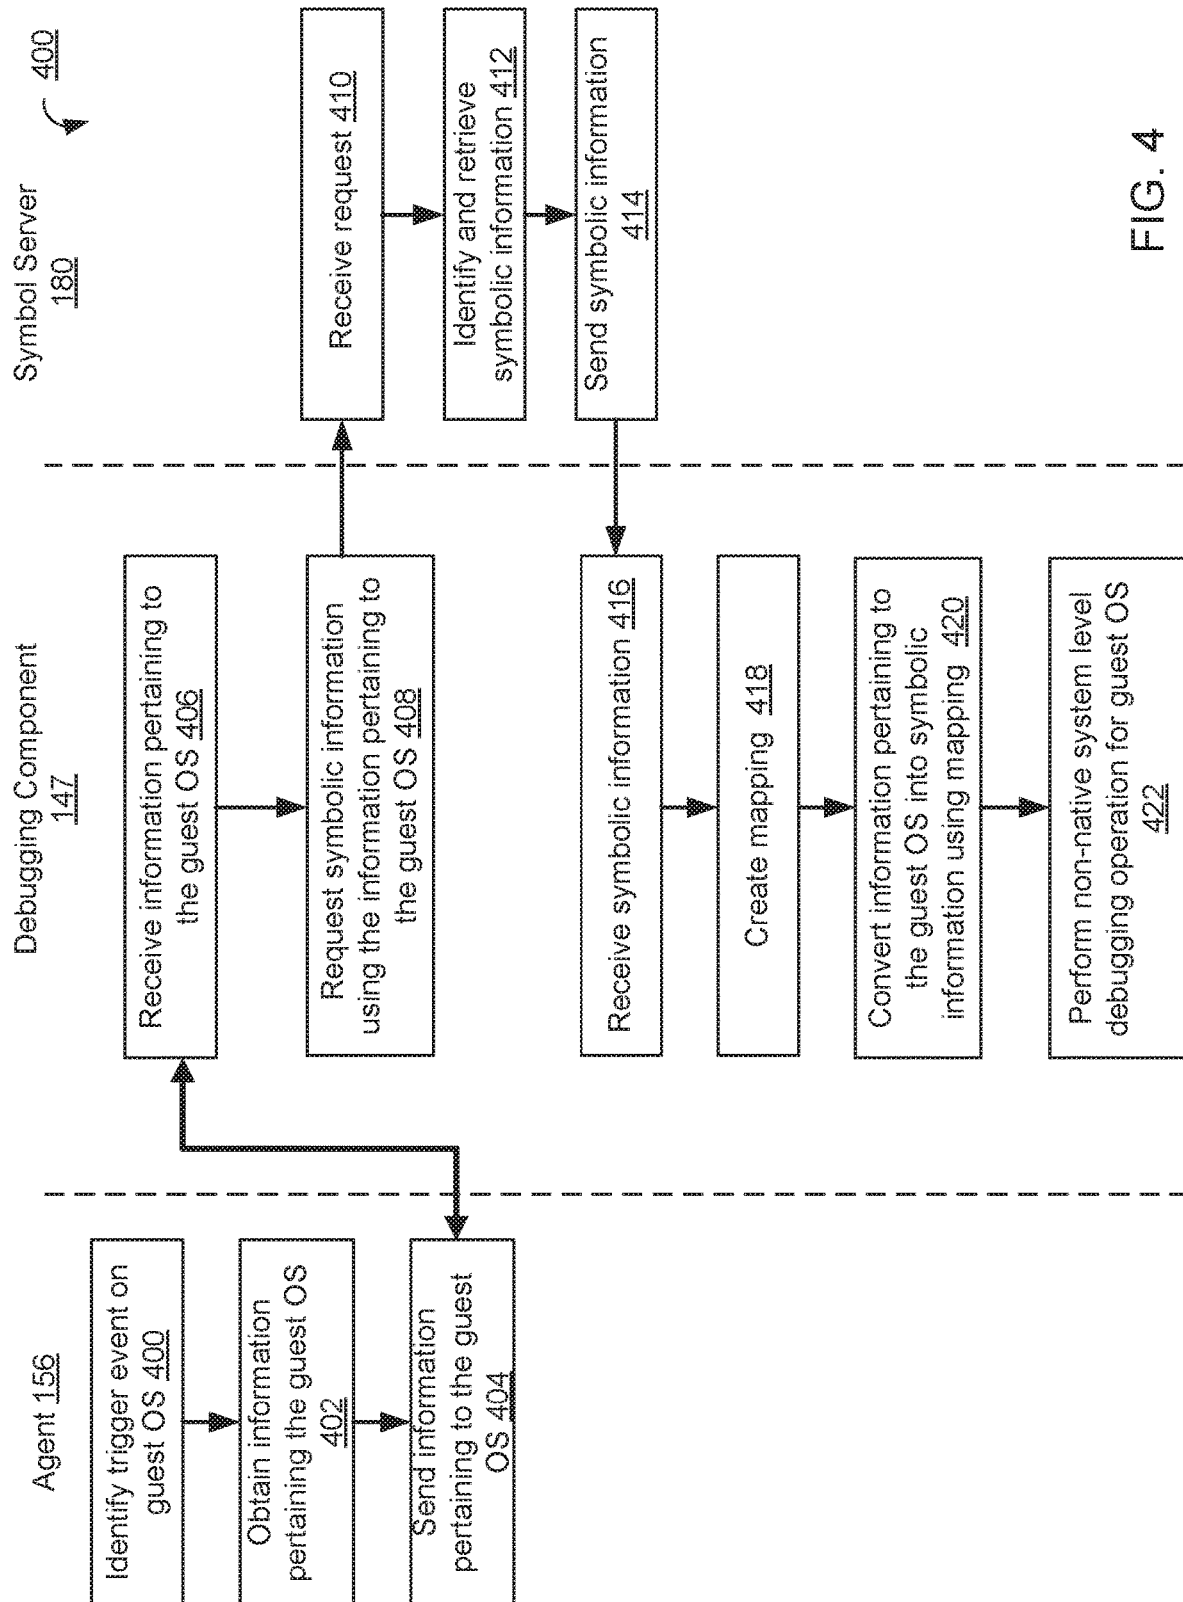 Agent 156
Identify trigger event on
guest OS 400
Obtain information
pertaining the guest OS
402
Send information
pertaining to the guest
OS 404
Debugging Component
147
Receive information pertaining to
the guest OS 406
Request symbolic information
using the information pertaining to
the guest OS 408
Receive symbolic information 416
Create mapping 418
Convert information pertaining to
the guest OS into symbolic
information using mapping 420
Perform non-native system level
debugging operation for guest OS
422
Symbol Server
180
400
Receive request 410
Identify and retrieve
symbolic information 412
Send symbolic information
414
FIG. 4